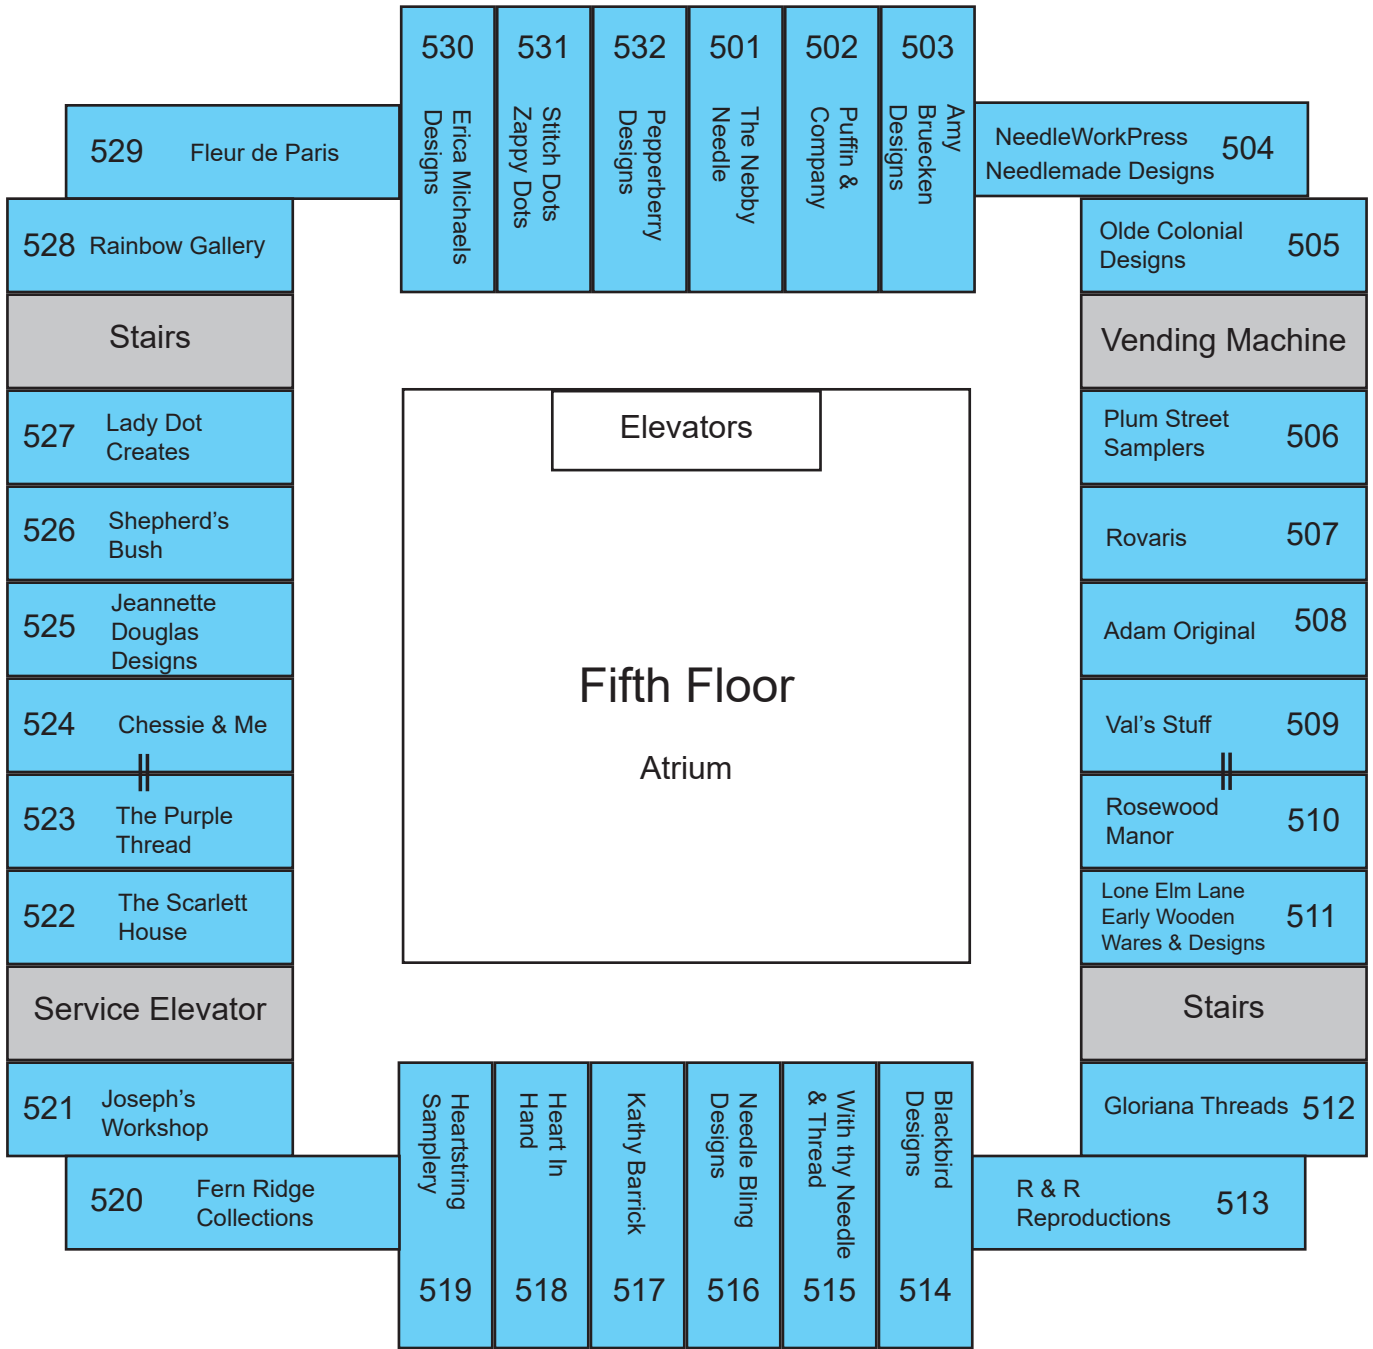 530
531
532
501
502
503
Erica Michaels
Designs
Stitch Dots
Zappy Dots
Pepperberry
Designs
The Nebby
Needle
Puffin &
Company
Amy
Bruecken
Designs
529
Fleur de Paris
NeedleWorkPress
Needlemade Designs
504
528
Rainbow Gallery
Olde Colonial
Designs
505
Stairs
Vending Machine
Elevators
527
Lady Dot
Creates
Plum Street
Samplers
506
526
Shepherd’s
Bush
Rovaris
507
525
Jeannette
Douglas
Designs
Adam Original
508
Fifth Floor
Atrium
524
Chessie & Me
Val’s Stuff
509
523
The Purple
Thread
Rosewood
Manor
510
522
The Scarlett
House
Lone Elm Lane
Early Wooden
Wares & Designs
511
Service Elevator
Stairs
521
Joseph’s
Workshop
Gloriana Threads
512
520
Fern Ridge
Collections
Heartstring
Samplery
Heart In
Hand
Kathy Barrick
Needle Bling
Designs
With thy Needle
& Thread
Blackbird
Designs
R & R
Reproductions
513
519
518
517
516
515
514